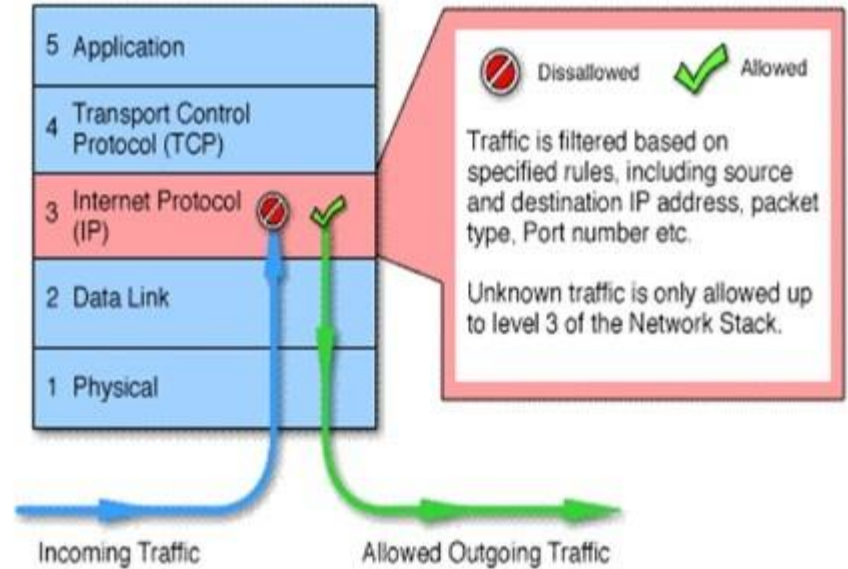 5 Application
4 Transport Control
Protocol (TCP)
3 Internet Protocol
(IP)
2 Data Link
1 Physical
Incoming Traffic
Allowed Outgoing Traffic
Dissallowed
Allowed
Traffic is filtered based on
specified rules, including source
and destination IP address, packet
type, Port number etc.
Unknown traffic is only allowed up
to level 3 of the Network Stack.